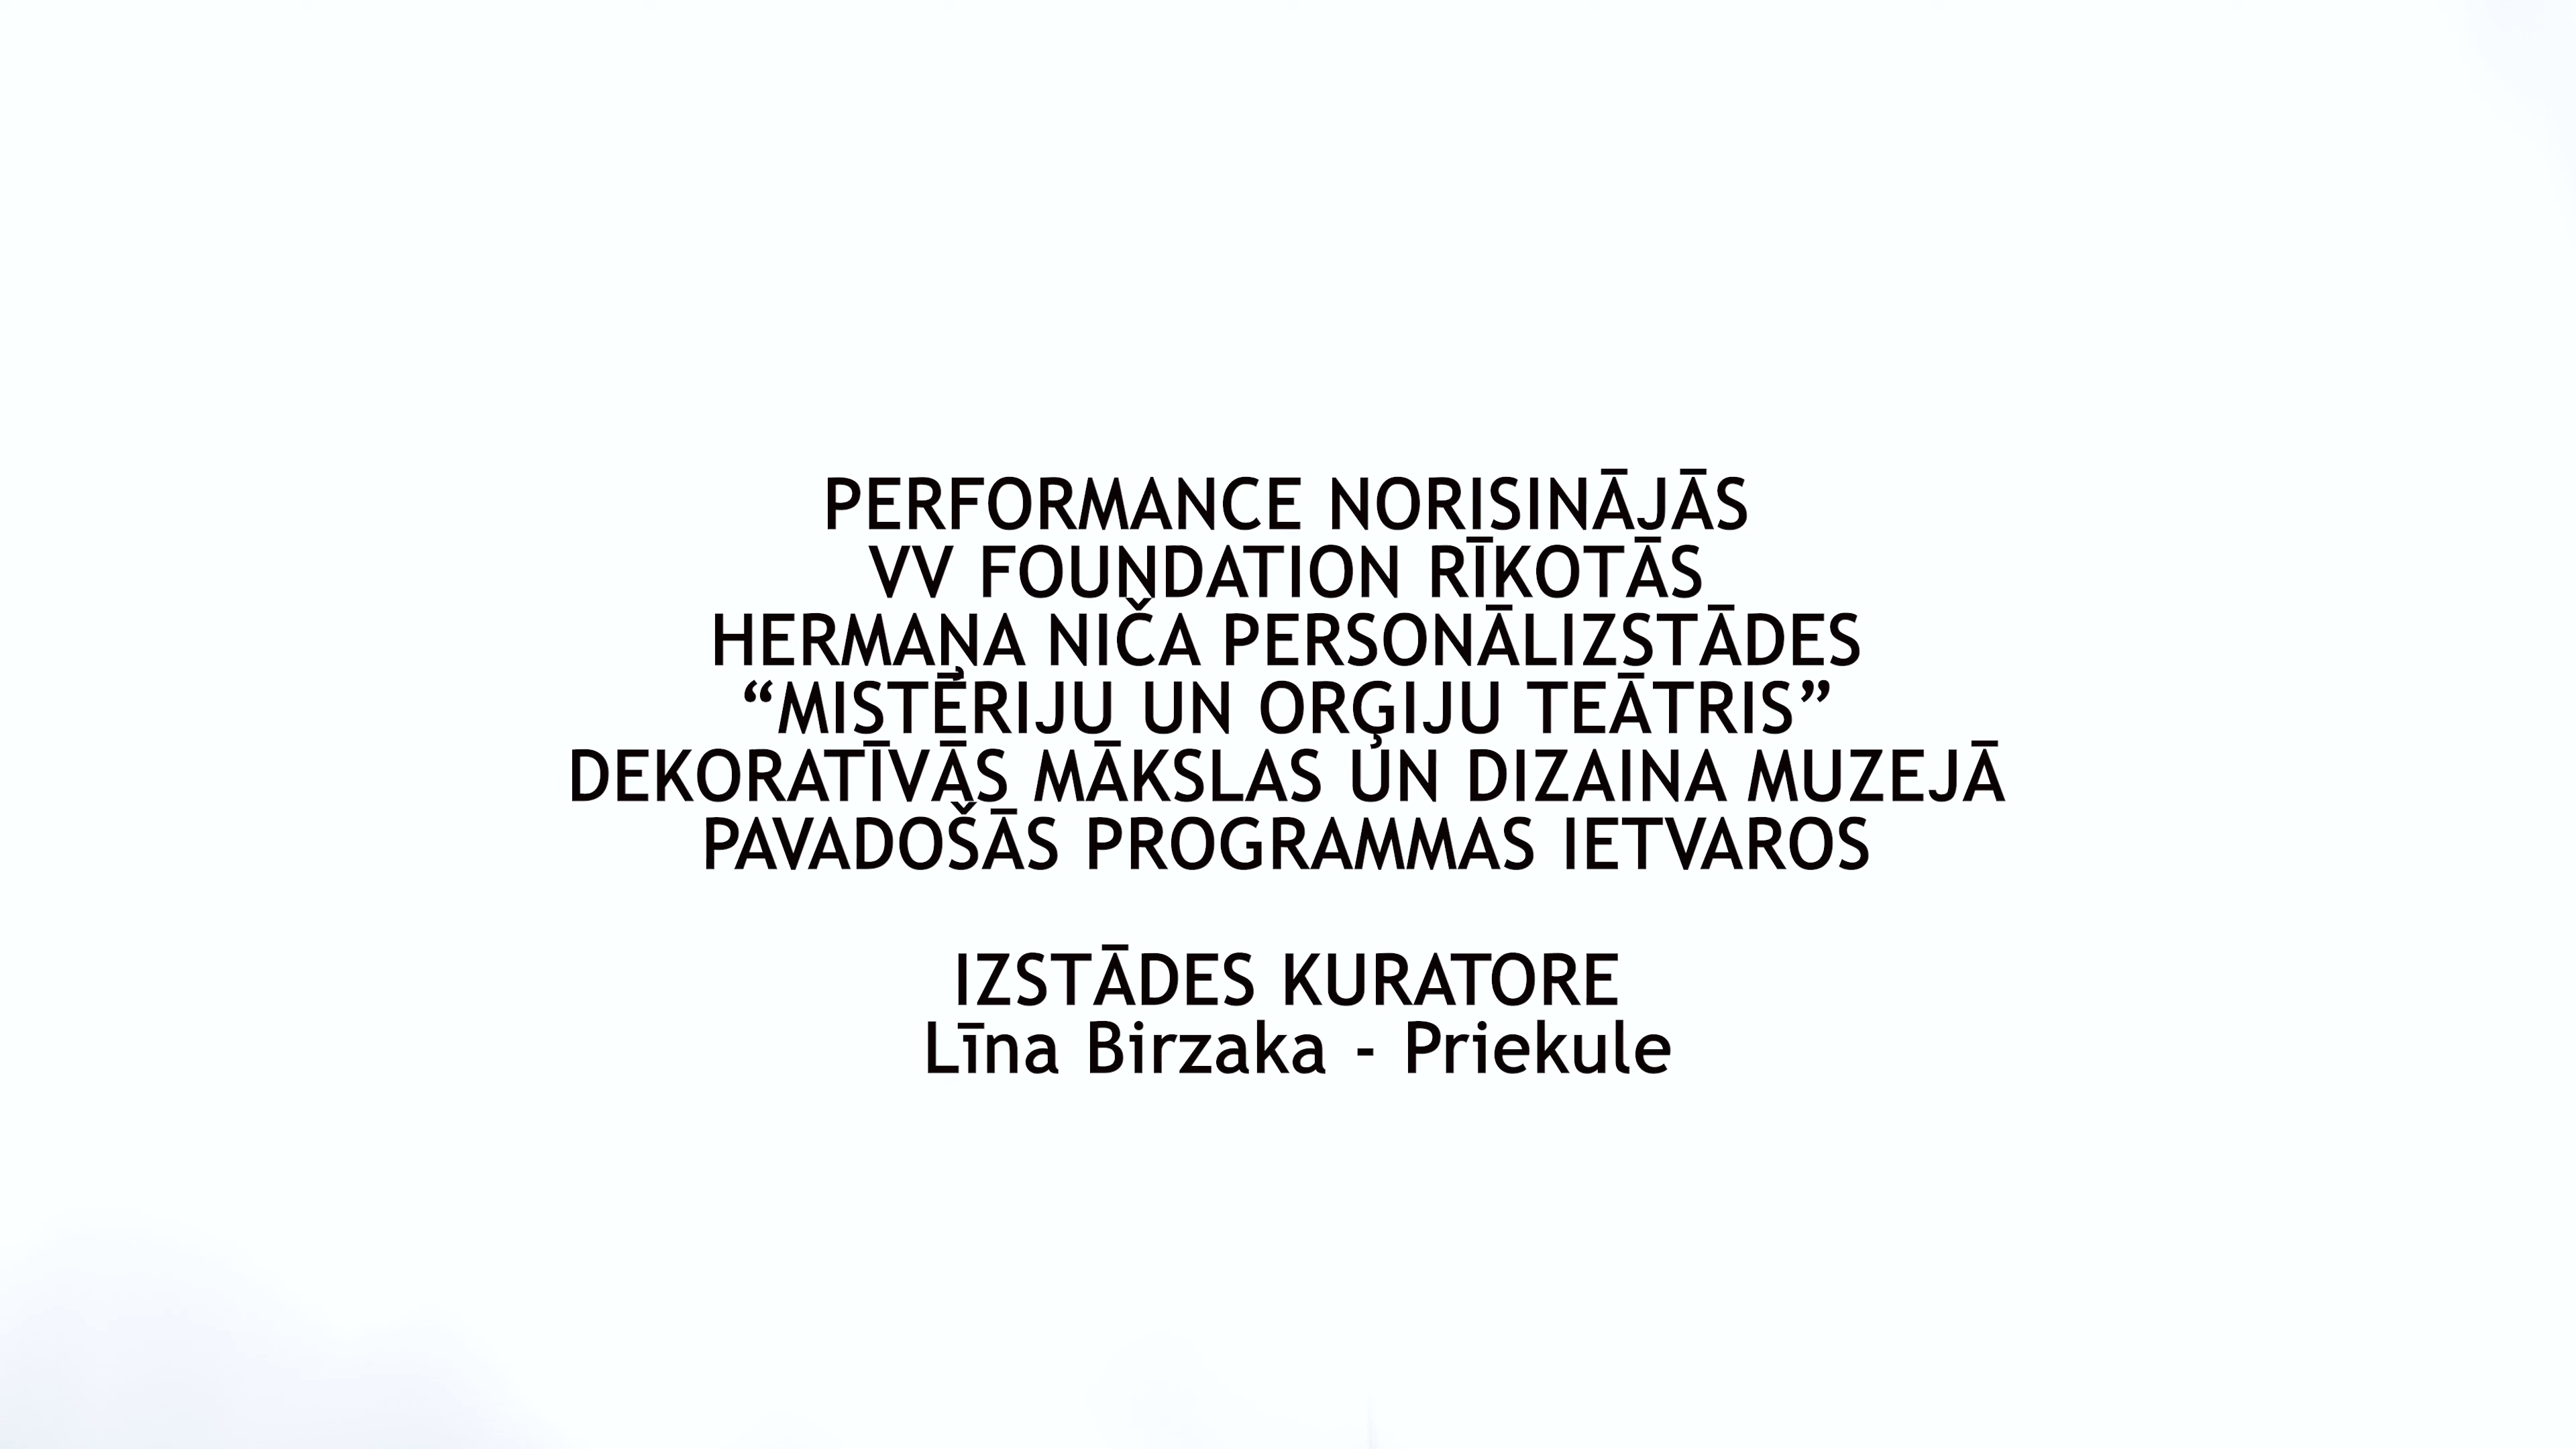 PERFORMANCE NORISINĀJĀS
VV FOUNDATION RĪKOTĀS
HERMAŅA NIČA PERSONĀLIZSTĀDES
“MISTĒRIJU UN ORĢIJU TEĀTRIS”
DEKORATĪVĀS MĀKSLAS UN DIZAINA MUZEJĀ
PAVADOŠĀS PROGRAMMAS IETVAROS
IZSTĀDES KURATORE
Līna Birzaka - Priekule